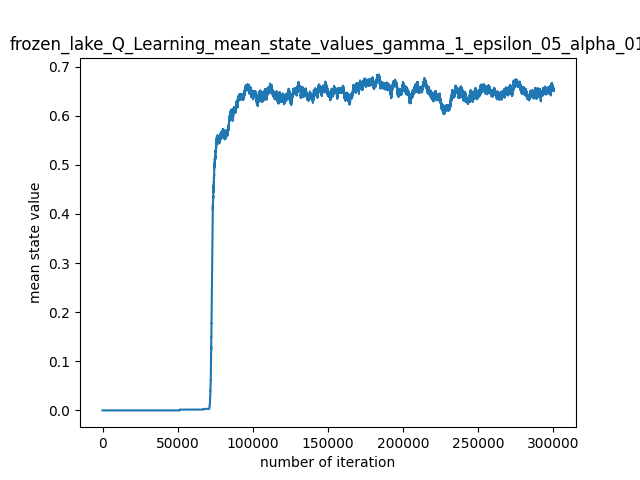 frozen_lake_Q_Learning_mean_state_values_gamma_1_epsilon_05_alpha_01
mean state value
0.7
0.6
0.5
0.4
0.3
0.2
0.1
0.0
0 50000 100000 150000 200000 250000 300000
number of iteration